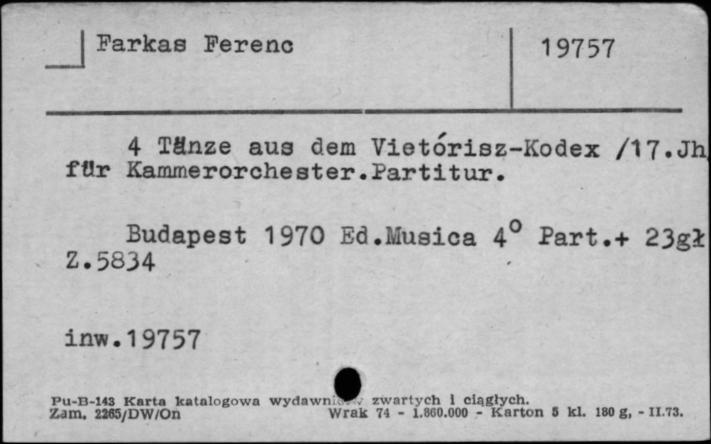 Farkas Ferenc
19757
4 Tänze aus dem Vietórisz-Kodex /17.Jh
für Kammerorchester.Partitur.
Budapest 1970 Ed.Musica 4° Part.+ 23gł
Z.5834
inw.19757
Pu-B-143 Karta katalogowa zwartych i ciągłych.
Zam. 2265/DW/On Wrak 74 - 1.860.000 - Karton 5 kl. 180 g, - II.73.